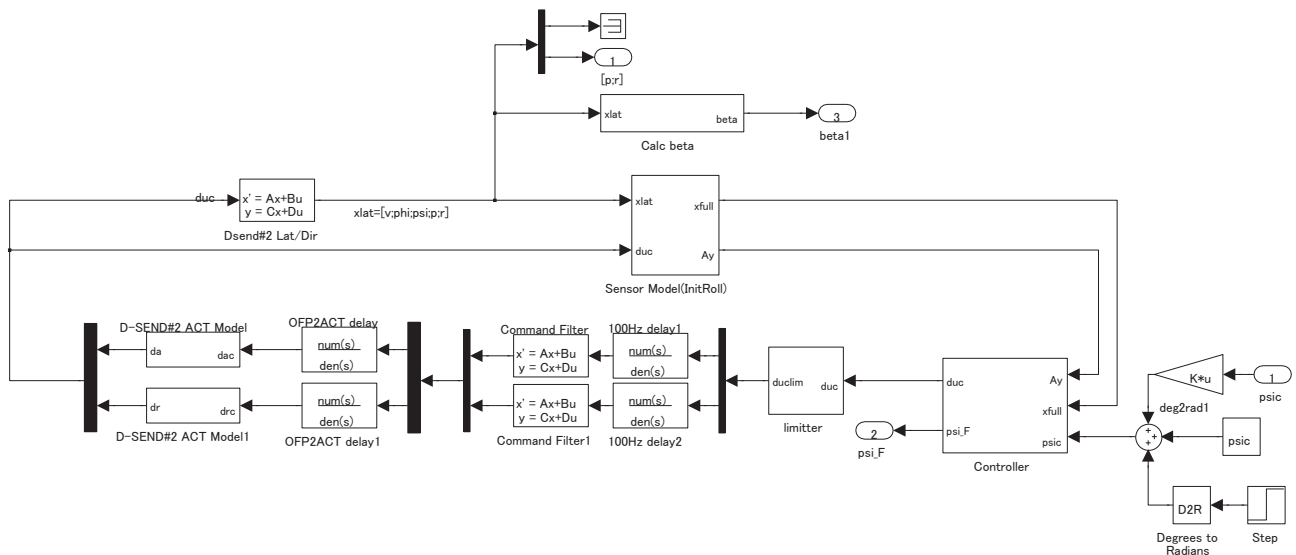 1
[p;r]
xlat
beta
Calc beta
3
beta1
duc
x' = Ax+Bu
y = Cx+Du
Dsend#2 Lat/Dir
xlat=[v;phi;psi;p;r]
xlat
xfull
duc
Ay
Sensor Model(InitRoll)
D-SEND#2 ACT Model
da
dac
dr
drc
D-SEND#2 ACT Model1
OFP2ACT delay
num(s)
den(s)
num(s)
den(s)
OFP2ACT delay1
Command Filter
x' = Ax+Bu
y = Cx+Du
x' = Ax+Bu
y = Cx+Du
Command Filter1
100Hz delay1
num(s)
den(s)
num(s)
den(s)
100Hz delay2
duclim
duc
limitter
2
psi_F
duc
Ay
xfull
psi_F
psic
Controller
K*u
deg2rad1
1
psic
+
+
+
psic
D2R
Degrees to
Radians
Step